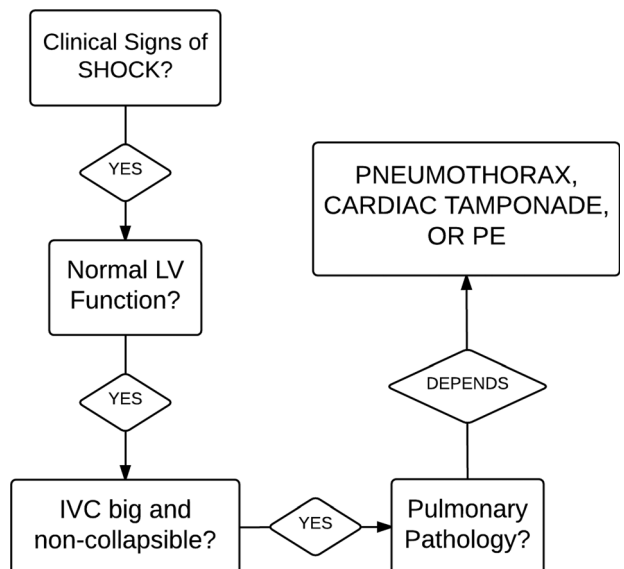 Clinical Signs of
SHOCK?
YES
Normal LV
Function?
YES
IVC big and
non-collapsible?
YES
Pulmonary
Pathology?
DEPENDS
PNEUMOTHORAX,
CARDIAC TAMPONADE,
OR PE